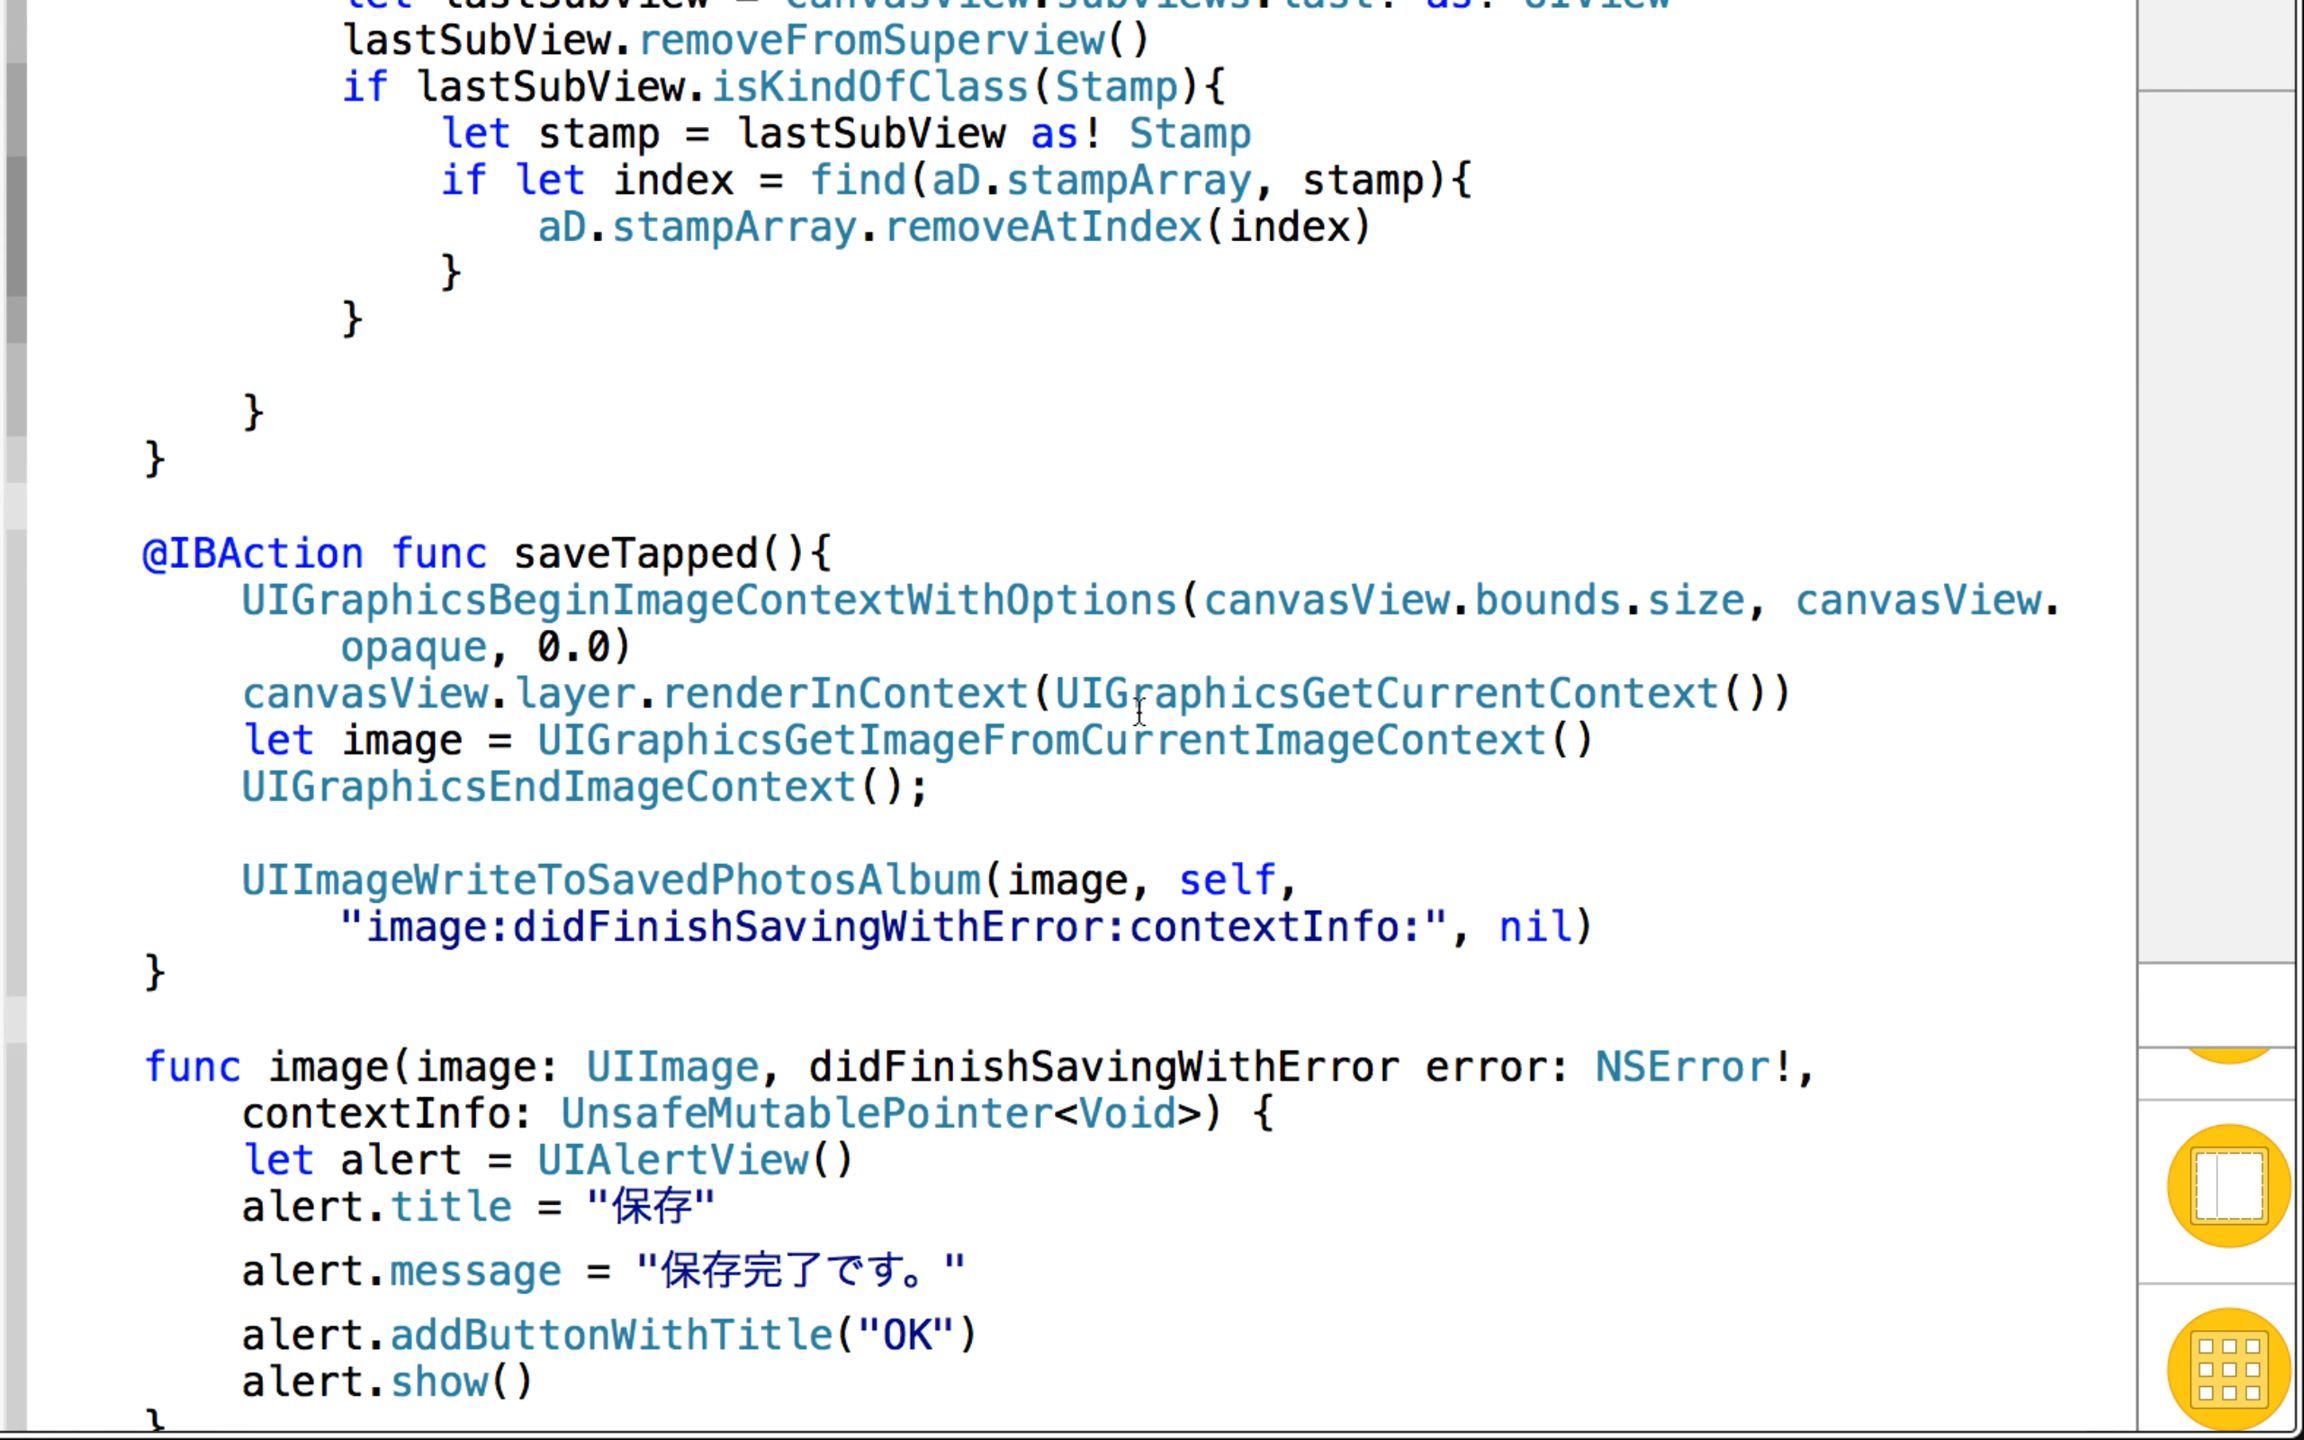 lastSubView.removeFromSuperview()
if lastSubView.isKindOfClass(Stamp){
let stamp = lastSubView as! Stamp
if let index = find(aD.stampArray, stamp){
aD.stampArray.removeAtIndex(index)
}
}
}
}
@IBAction func saveTapped(){
UIGraphicsBeginImageContextWithOptions(canvasView.bounds.size, canvasView.
opaque, 0.0)
canvasView.layer.renderInContext(UIGraphicsGetCurrentContext())
let image = UIGraphicsGetImageFromCurrentImageContext()
UIGraphicsEndImageContext();
UIImageWriteToSavedPhotosAlbum(image, self,
"image:didFinishSavingWithError:contextInfo:", nil)
}
func image(image: UIImage, didFinishSavingWithError error: NSError!,
contextInfo: UnsafeMutablePointer<Void>) {
let alert = UIAlertView()
alert.title = "保存"
alert.message = "保存完了です。"
alert.addButtonWithTitle("OK")
alert.show()
}